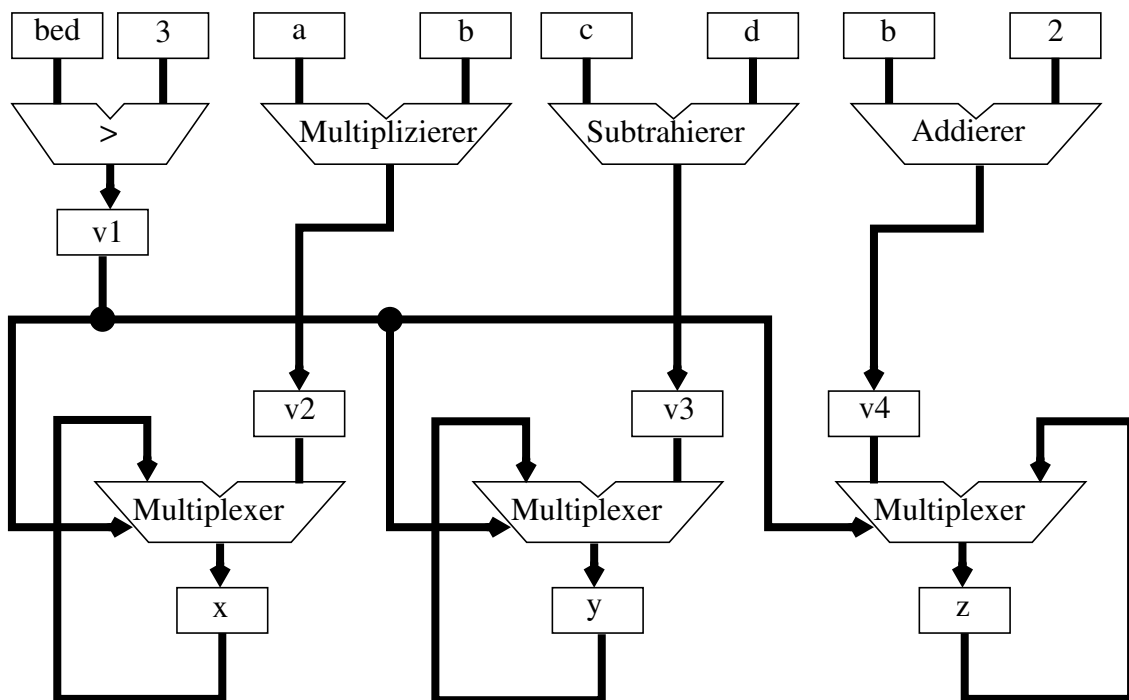 bed 3 a b c d b 2
> Multiplizierer Subtrahierer Addierer
v1
v2 v3 v4
Multiplexer Multiplexer Multiplexer
x y z